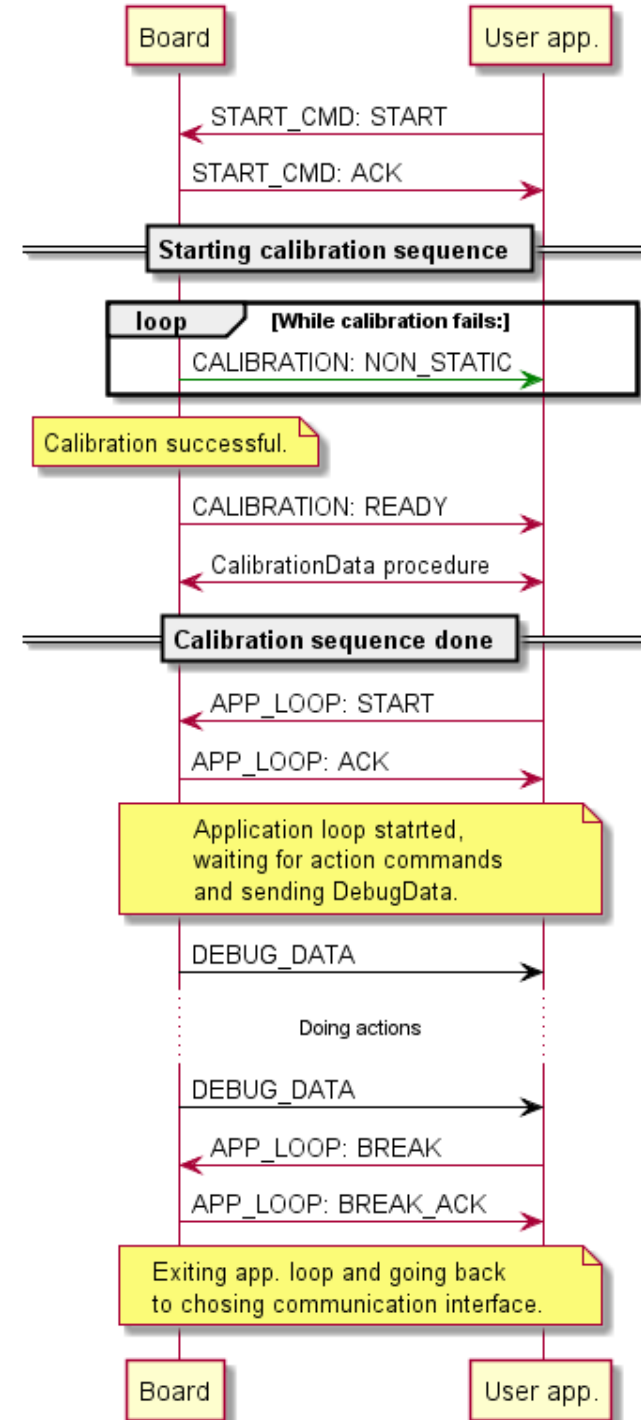 Board
User app.
START_CMD: START
START_CMD: ACK
Starting calibration sequence
loop
[While calibration fails:]
CALIBRATION: NON_STATIC
Calibration successful.
CALIBRATION: READY
CalibrationData procedure
Calibration sequence done
APP_LOOP: START
APP_LOOP: ACK
Application loop statrted,
waiting for action commands
and sending DebugData.
DEBUG_DATA
Doing actions
DEBUG_DATA
APP_LOOP: BREAK
APP_LOOP: BREAK_ACK
Exiting app. loop and going back
to chosing communication interface.
Board
User app.